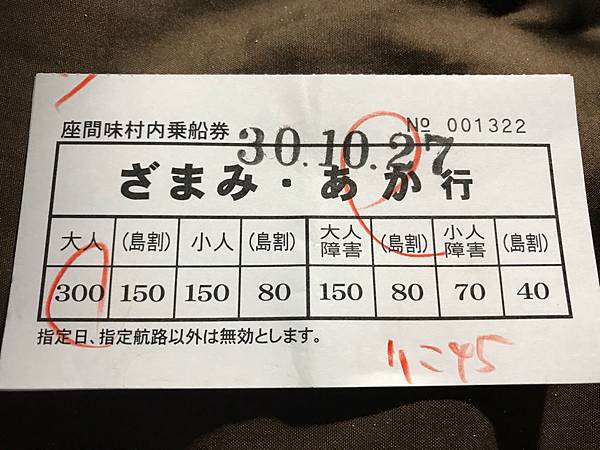 座間味村内乗船券 № 001322
30.10.27
ざまみ・あか行
大人 (島割) 小人 (島割) 大人障害 (島割) 小人障害 (島割)
300 150 150 80 150 80 70 40
指定日、指定航路以外は無効とします。